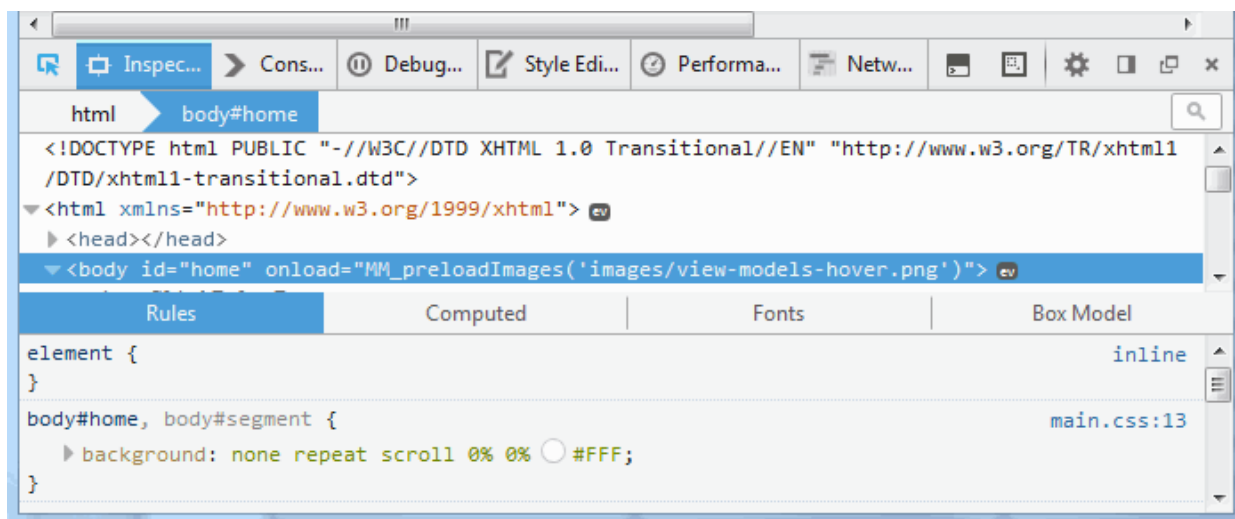 Inspec... Cons... Debug... Style Edi... Performa... Netw...
html body#home
<!DOCTYPE html PUBLIC "-//W3C//DTD XHTML 1.0 Transitional//EN" "http://www.w3.org/TR/xhtml1
/DTD/xhtml1-transitional.dtd">
<html xmlns="http://www.w3.org/1999/xhtml"> ev
<head></head>
<body id="home" onload="MM_preloadImages('images/view-models-hover.png')"> ev
Rules Computed Fonts Box Model
element { inline
}
body#home, body#segment { main.css:13
background: none repeat scroll 0% 0% #FFF;
}